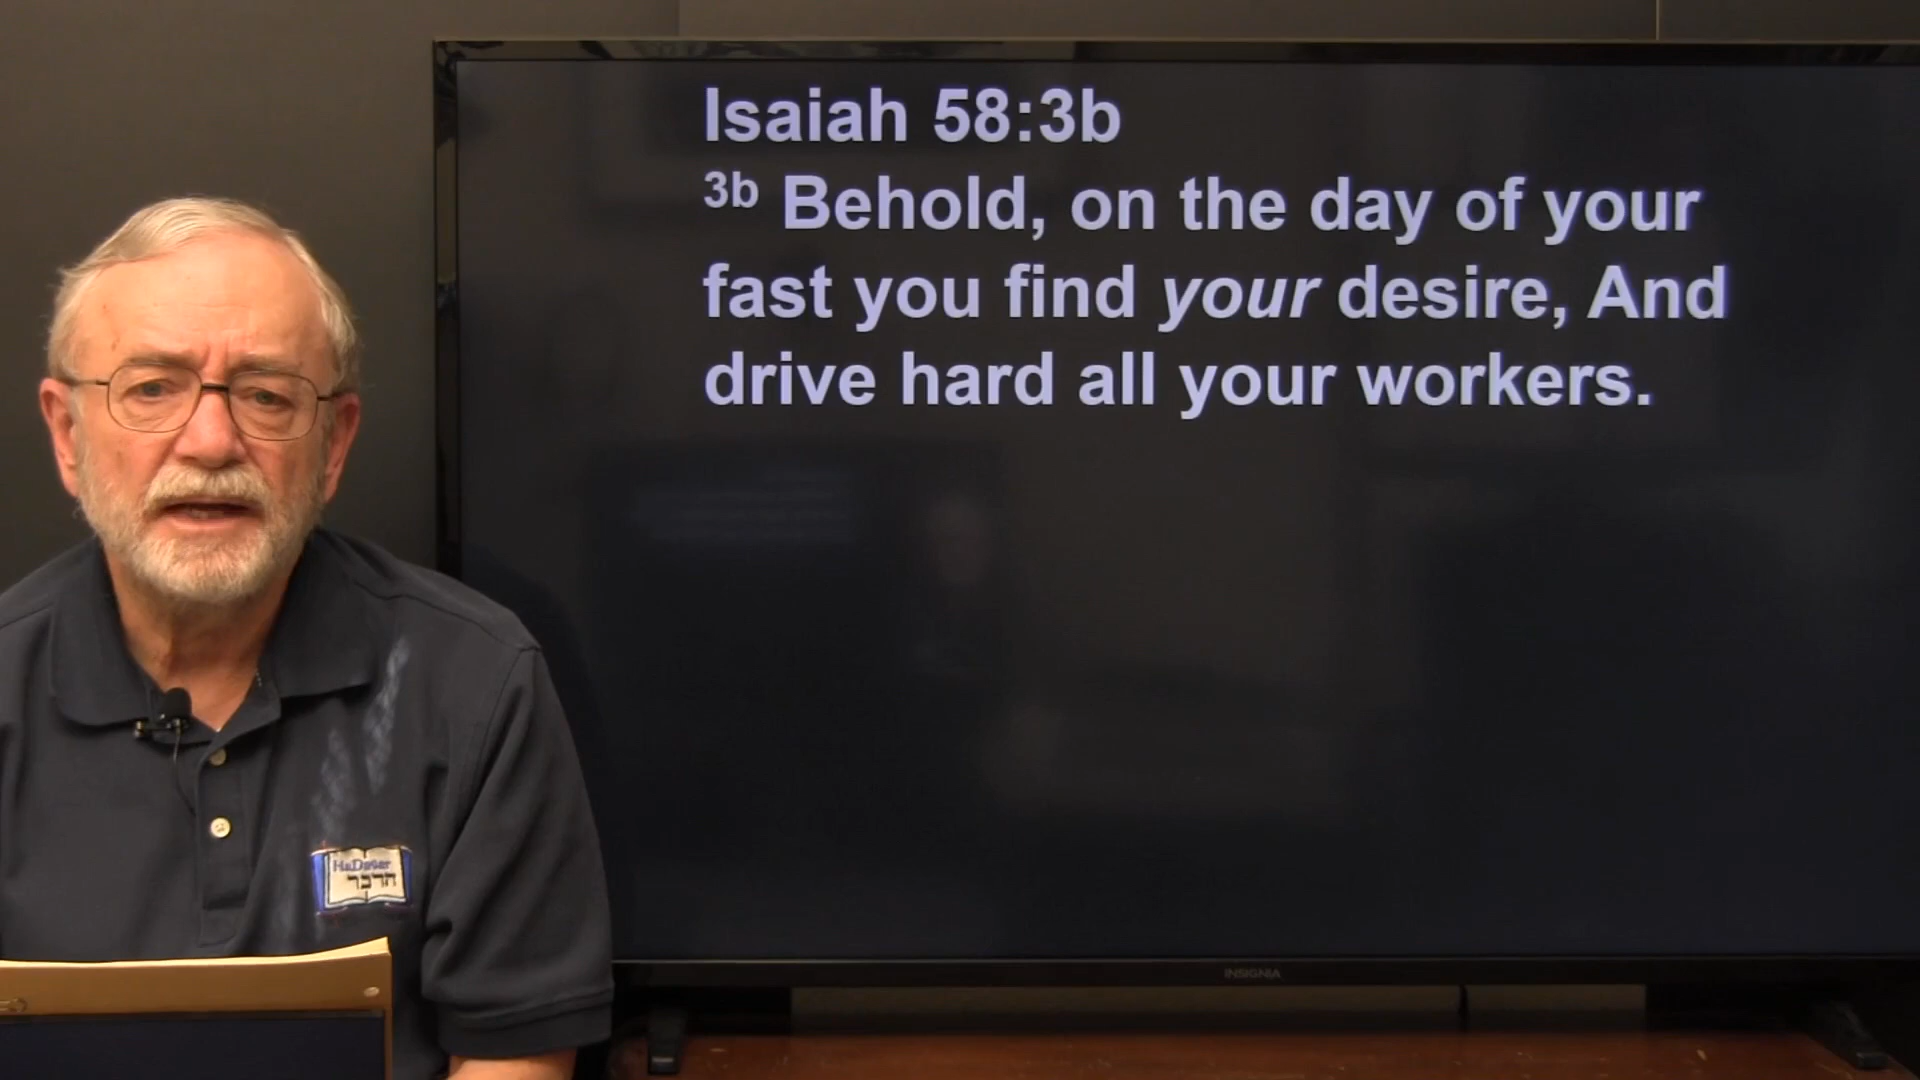 Isaiah 58:3b
3b Behold, on the day of your
fast you find your desire, And
drive hard all your workers.
HaDavar
הדבר
INSIGNIA